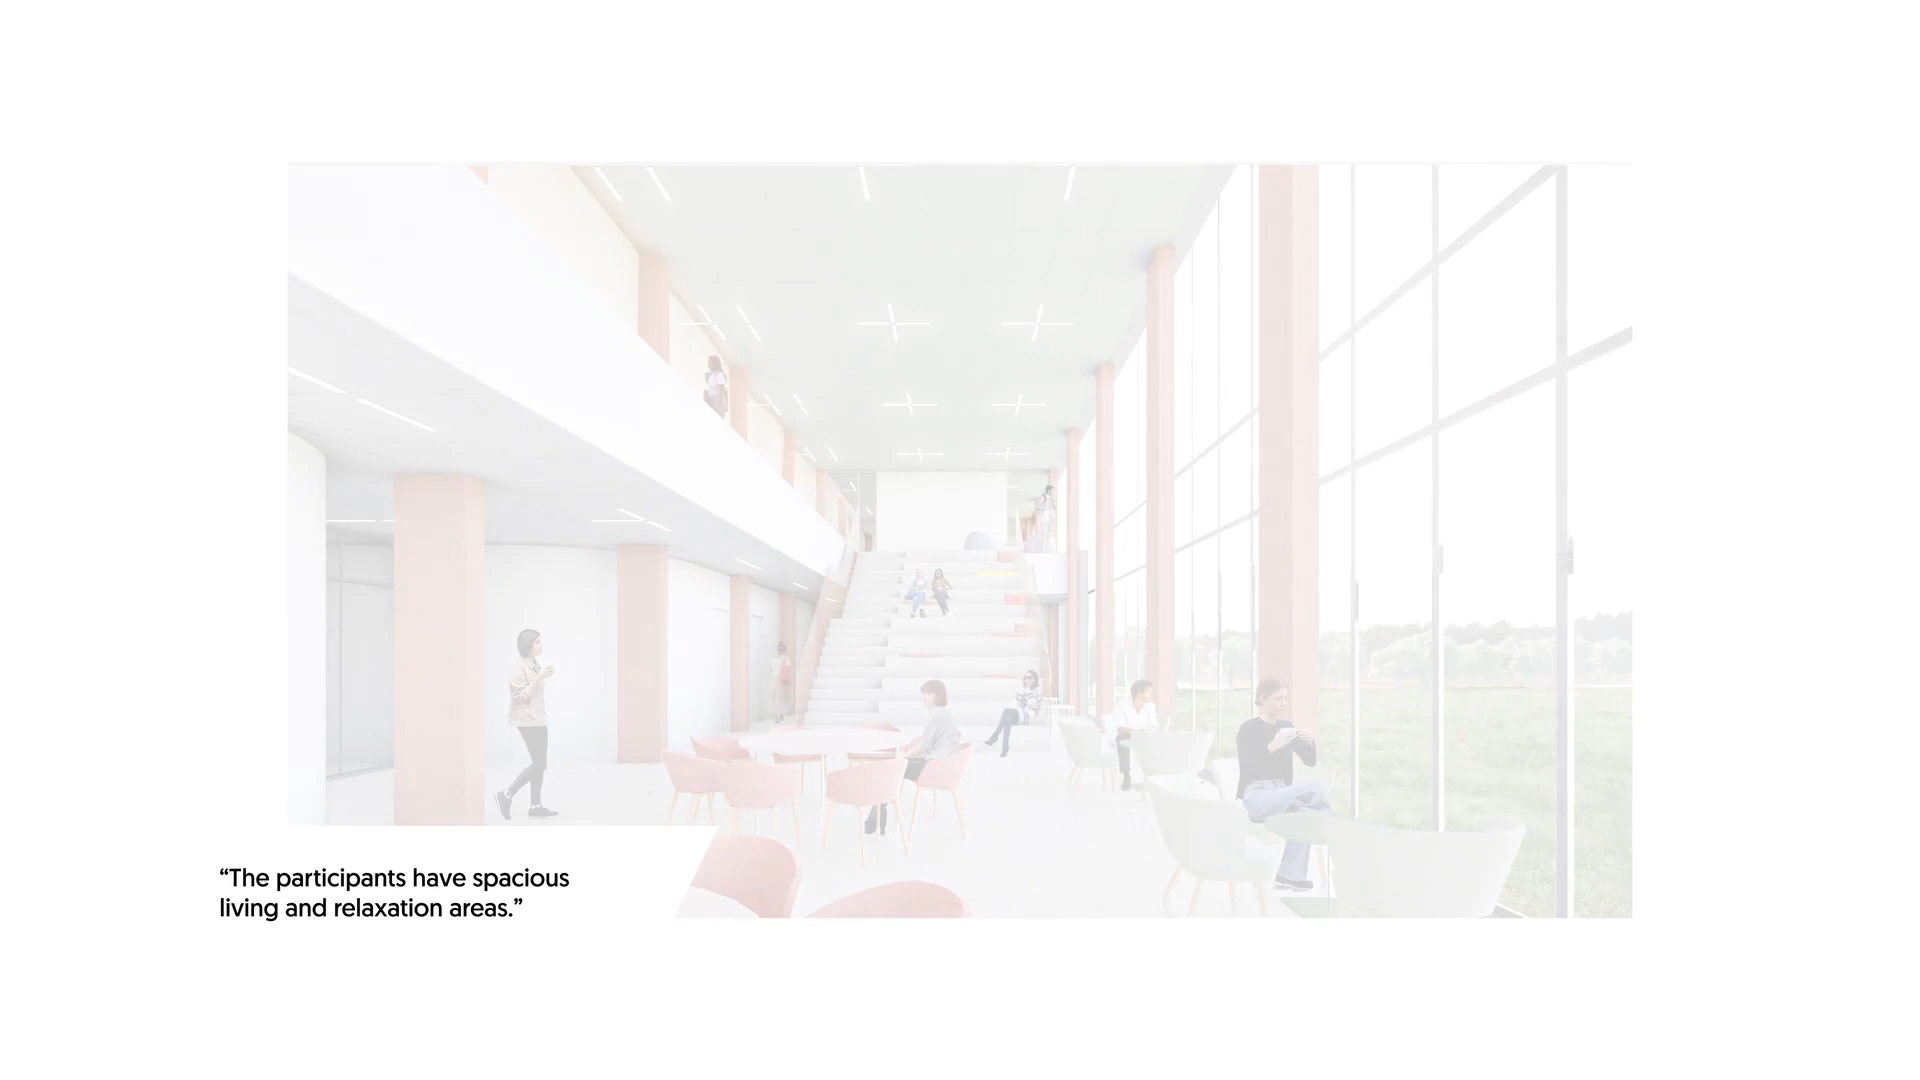 “The participants have spacious
living and relaxation areas.”